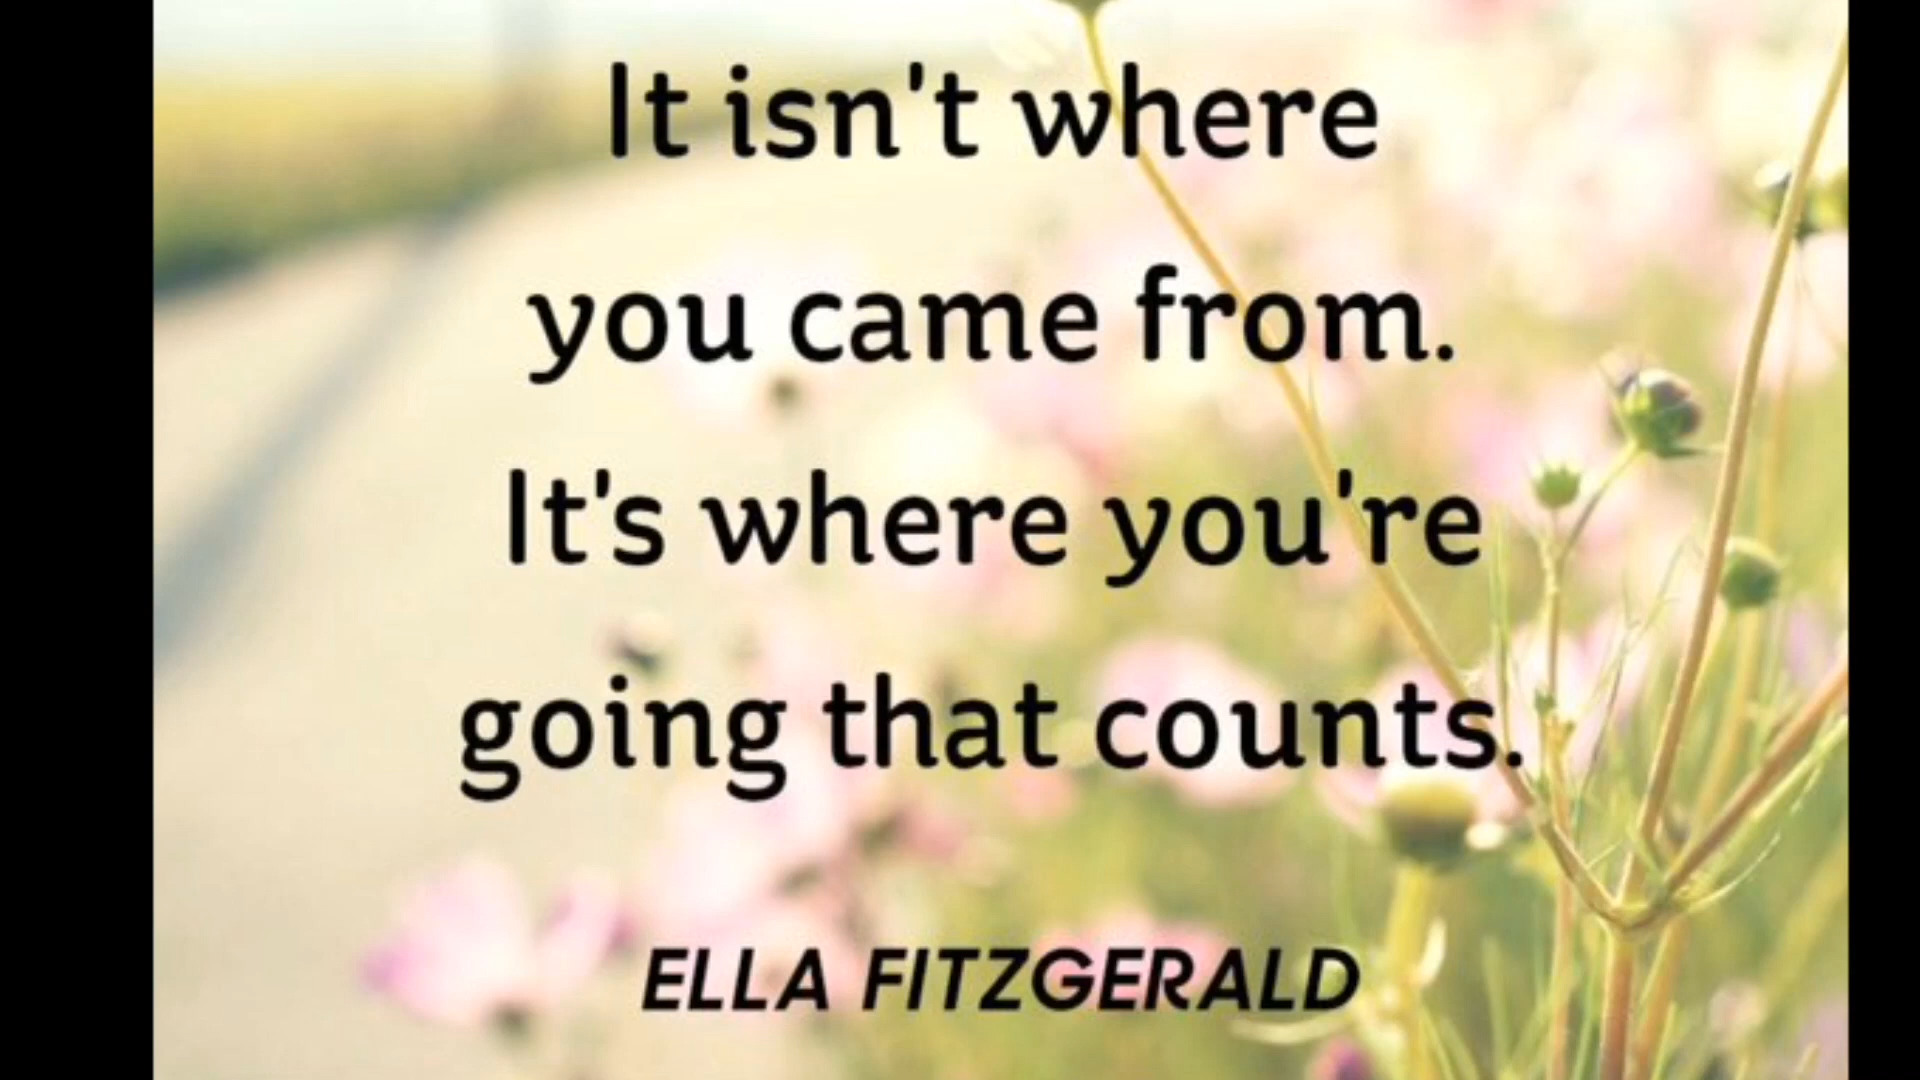 It isn't where
you came from.
It's where you're
going that counts.
ELLA FITZGERALD